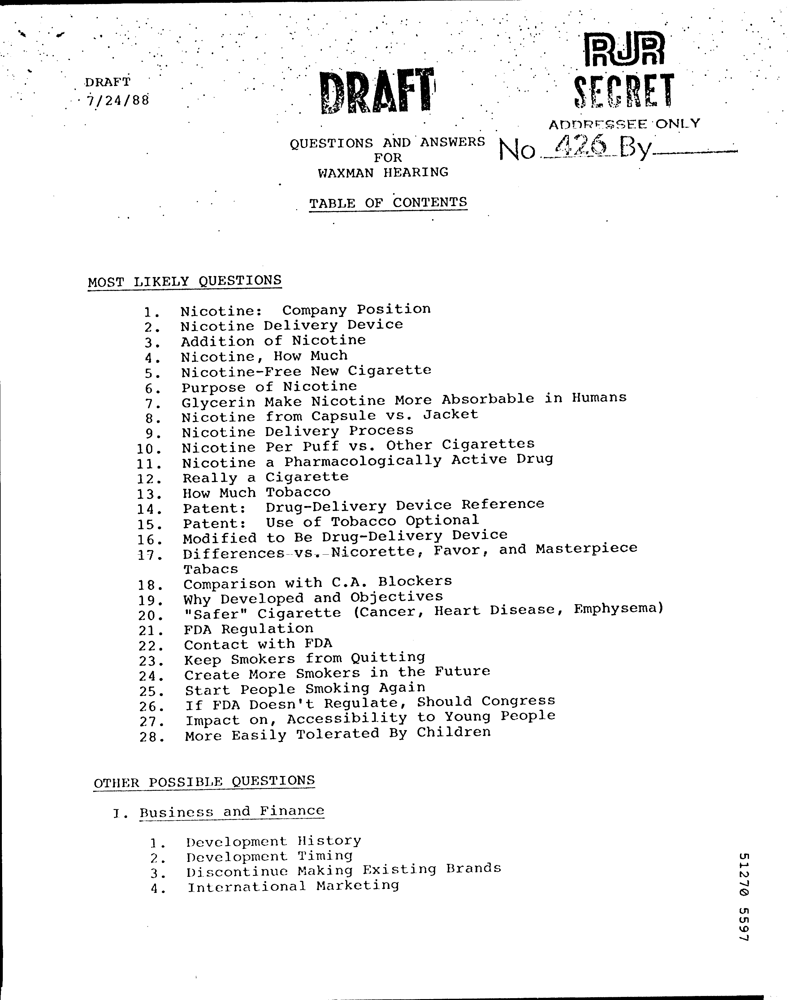 RJR
DRAFT
7/24/88
DRAFT
SECRET
ADDRESSEE ONLY
No. 426 By
QUESTIONS AND ANSWERS
FOR
WAXMAN HEARING
TABLE OF CONTENTS
MOST LIKELY QUESTIONS
1. Nicotine: Company Position
2. Nicotine Delivery Device
3. Addition of Nicotine
4. Nicotine, How Much
5. Nicotine-Free New Cigarette
6. Purpose of Nicotine
7. Glycerin Make Nicotine More Absorbable in Humans
8. Nicotine from Capsule vs. Jacket
9. Nicotine Delivery Process
10. Nicotine Per Puff vs. Other Cigarettes
11. Nicotine a Pharmacologically Active Drug
12. Really a Cigarette
13. How Much Tobacco
14. Patent: Drug-Delivery Device Reference
15. Patent: Use of Tobacco Optional
16. Modified to Be Drug-Delivery Device
17. Differences vs. Nicorette, Favor, and Masterpiece
Tabacs
18. Comparison with C.A. Blockers
19. Why Developed and Objectives
20. "Safer" Cigarette (Cancer, Heart Disease, Emphysema)
21. FDA Regulation
22. Contact with FDA
23. Keep Smokers from Quitting
24. Create More Smokers in the Future
25. Start People Smoking Again
26. If FDA Doesn't Regulate, Should Congress
27. Impact on, Accessibility to Young People
28. More Easily Tolerated By Children
OTHER POSSIBLE QUESTIONS
I. Business and Finance
1. Development History
2. Development Timing
3. Discontinue Making Existing Brands
4. International Marketing
51270 5597